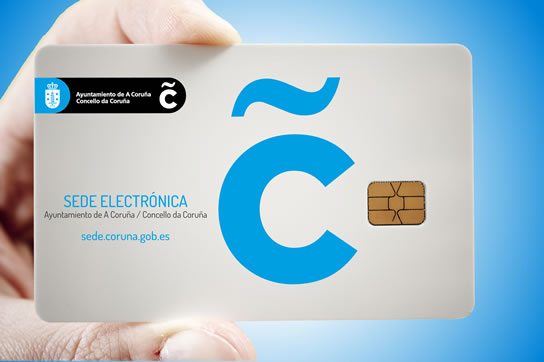 Ayuntamiento de A Coruña
Concello da Coruña
SEDE ELECTRÓNICA
Ayuntamiento de A Coruña / Concello da Coruña
sede.coruna.gob.es